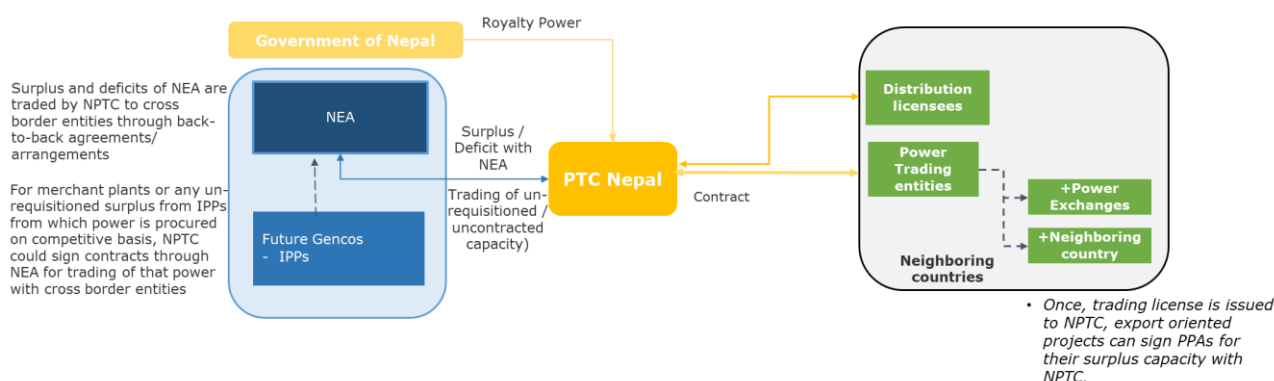 Government of Nepal
Royalty Power
Surplus and deficits of NEA are
traded by NPTC to cross
border entities through back-
to-back agreements/
arrangements
For merchant plants or any un-
requisitioned surplus from IPPs
from which power is procured
on competitive basis, NPTC
could sign contracts through
NEA for trading of that power
with cross border entities
NEA
Future Gencos
- IPPs
Surplus /
Deficit with
NEA
Trading of un-
requisitioned /
uncontracted
capacity)
PTC Nepal
Contract
Distribution
licensees
Power
Trading
entities
+Power
Exchanges
+Neighboring
country
Neighboring
countries
• Once, trading license is issued
to NPTC, export oriented
projects can sign PPAs for
their surplus capacity with
NPTC.